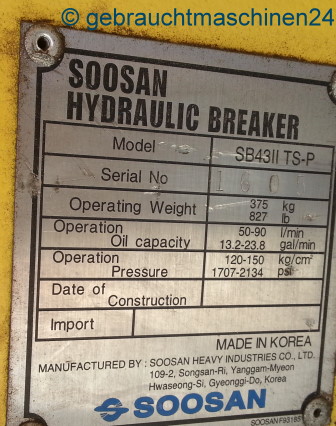 © gebrauchtmaschinen24
SOOSAN
HYDRAULIC BREAKER
Model SB43II TS-P
Serial No
Operating Weight 375 kg
827 lb
Operation 50-90 l/min
Oil capacity 13.2-23.8 gal/min
Operation 120-150 kg/cm²
Pressure 1707-2134 psi
Date of
Construction
Import
MADE IN KOREA
MANUFACTURED BY : SOOSAN HEAVY INDUSTRIES CO., LTD.
109-2, Songsan-Ri, Yanggam-Myeon
Hwaseong-Si, Gyeonggi-Do, Korea
SOOSAN